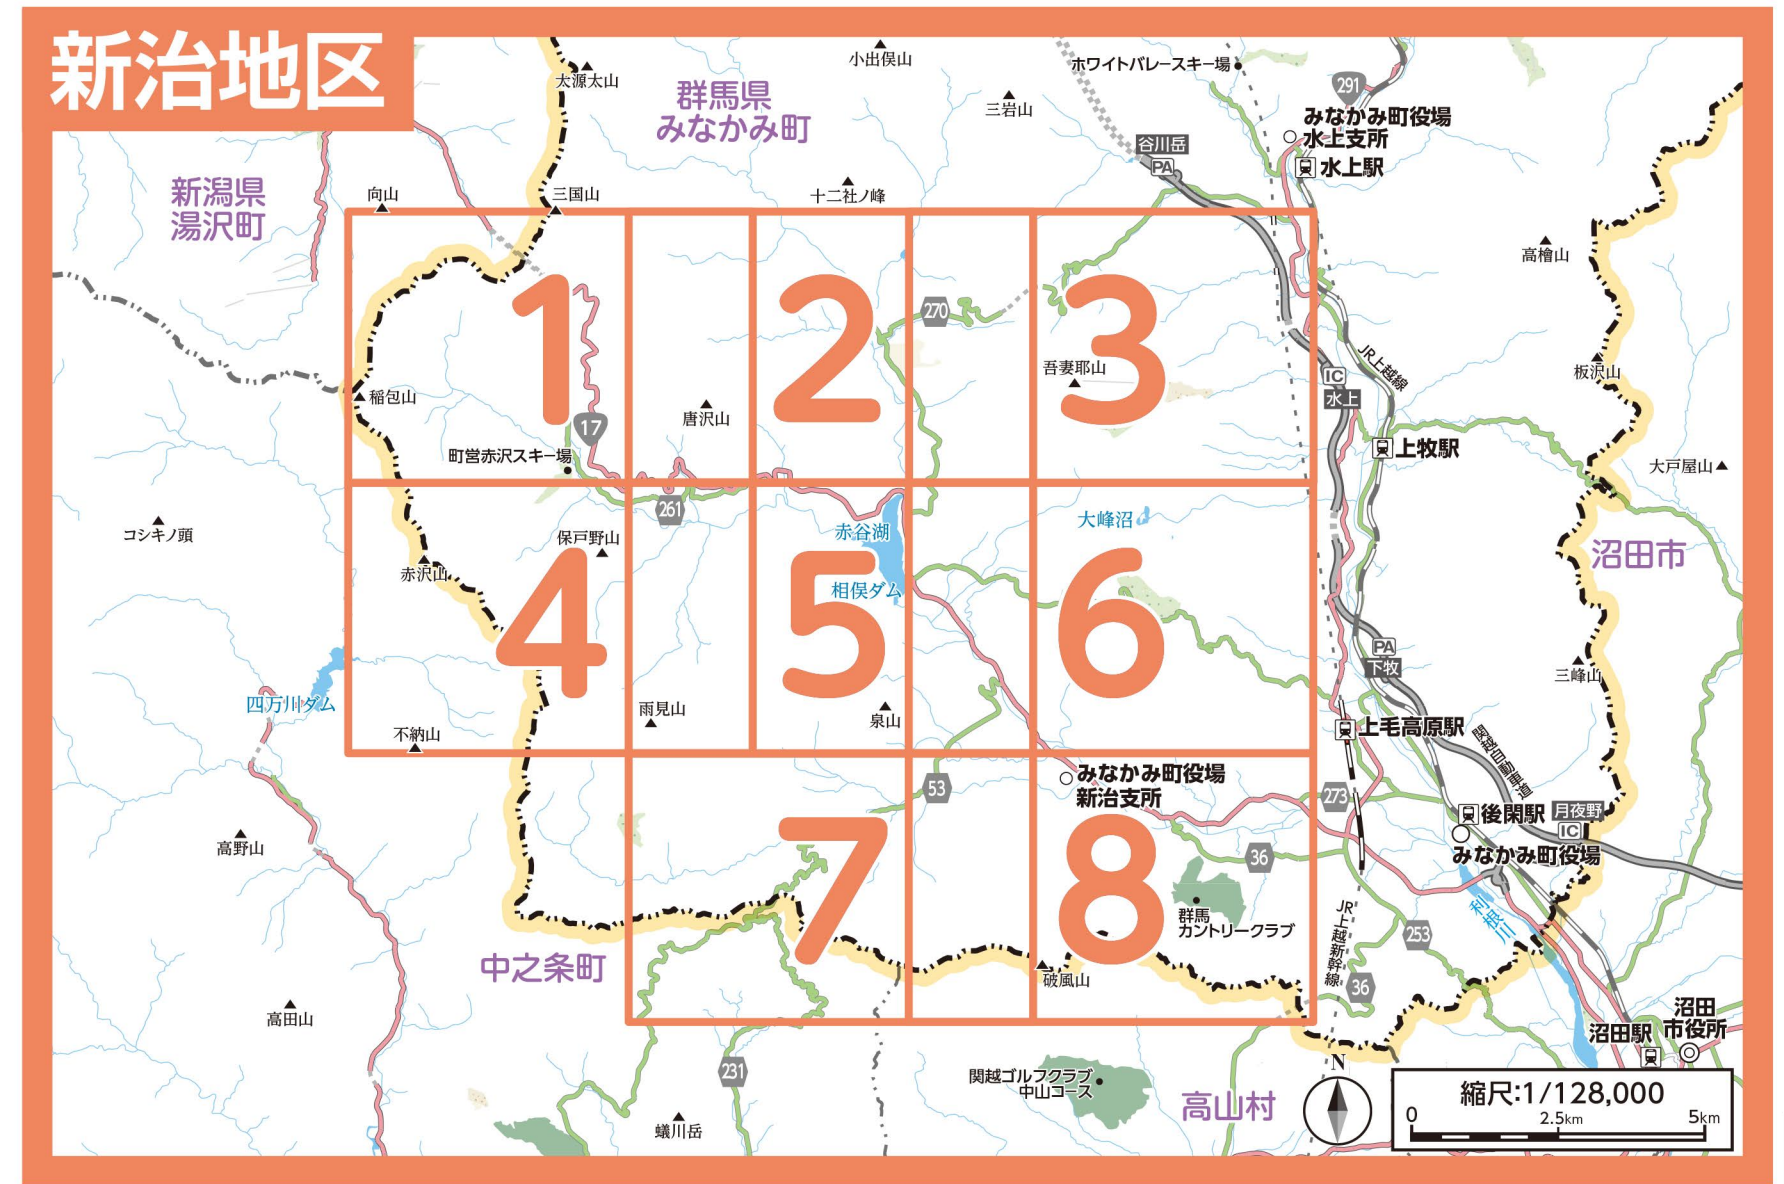 新治地区
太源太山
小出俣山
ホワイトバレースキー場
群馬県
みなかみ町
三岩山
291
みなかみ町役場
水上支所
谷川岳
PA
水上駅
新潟県
湯沢町
向山
三国山
十二社ノ峰
高檜山
1
2
3
270
吾妻耶山
JR上越線
IC
水上
板沢山
稲包山
唐沢山
17
町営赤沢スキー場
上牧駅
大戸屋山
261
コシキノ頭
保戸野山
赤谷湖
大峰沼
赤沢山
相俣ダム
沼田市
4
5
6
PA
下牧
三峰山
四万川ダム
不納山
雨見山
泉山
上毛高原駅
関越自動車道
みなかみ町役場
新治支所
53
273
後閑駅
月夜野
IC
みなかみ町役場
高野山
7
8
36
群馬
カントリークラブ
利根川
JR上越新幹線
253
中之条町
破風山
36
高田山
沼田
市役所
沼田駅
231
関越ゴルフクラブ
中山コース
高山村
N
縮尺:1/128,000
0
2.5km
5km
蟻川岳